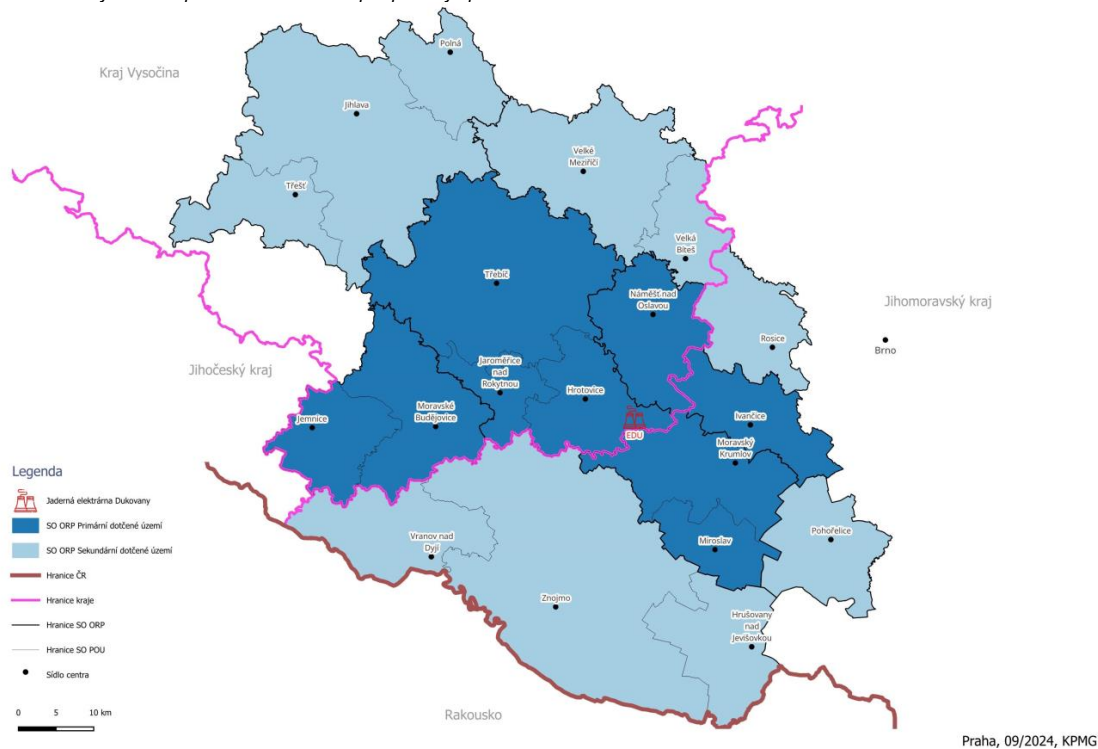 Polná
Kraj Vysočina
Jihlava
Velké
Meziříčí
Třešť
Velká
Bíteš
Třebíč
Náměšť nad
Oslavou
Jihomoravský kraj
Rosice
Brno
Jihočeský kraj
Jaroměřice
nad
Rokytnou
Hrotovice
Jemnice
Moravské
Budějovice
EDU
Ivančice
Moravský
Krumlov
Legenda
Jaderná elektrárna Dukovany
SO ORP Primární dotčené území
SO ORP Sekundární dotčené území
Hranice ČR
Hranice kraje
Hranice SO ORP
Hranice SO POU
Sídlo centra
0 5 10 km
Vranov nad
Dyjí
Miroslav
Pohořelice
Znojmo
Hrušovany
nad
Jevišovkou
Rakousko
Praha, 09/2024, KPMG